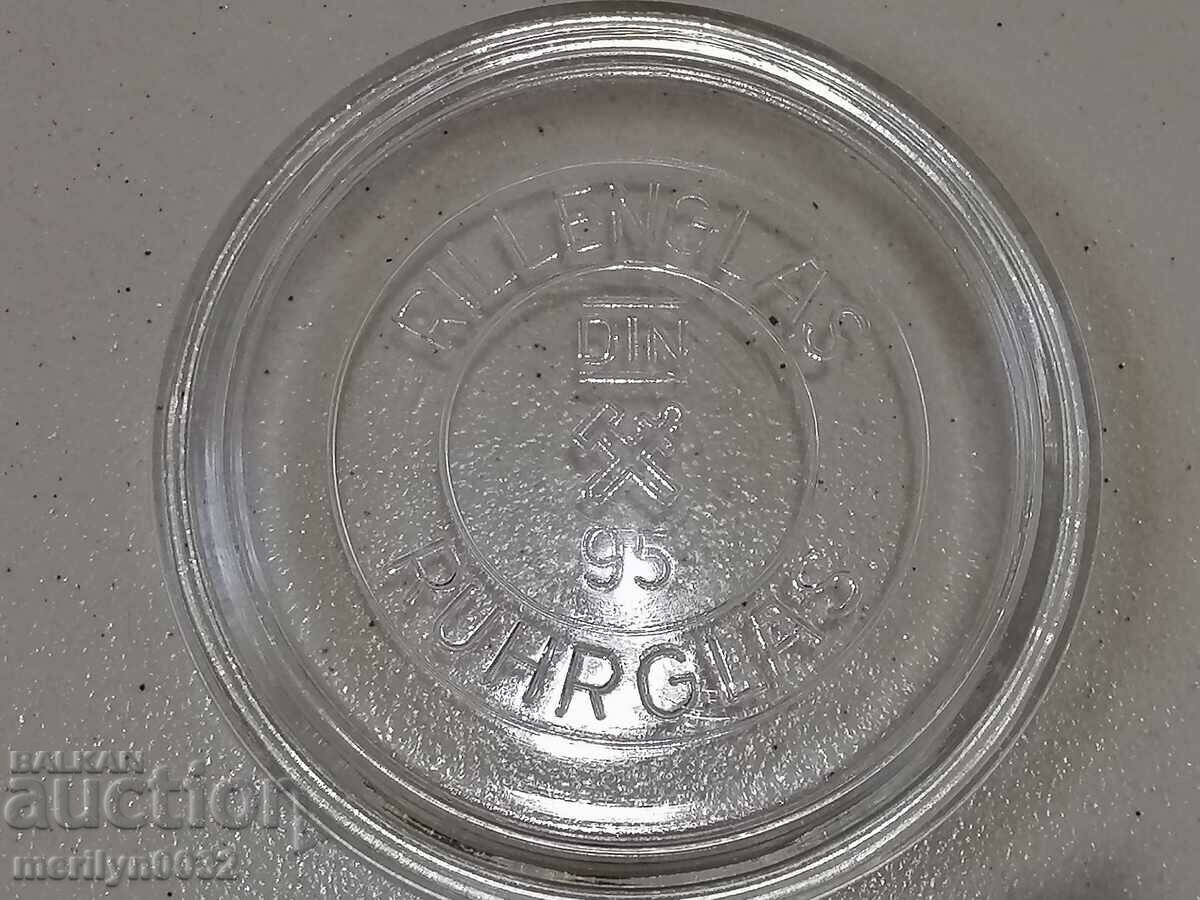 RILLENGLAS
DIN
95
RUHRGLAS
BALKAN
auction
merilyn0032